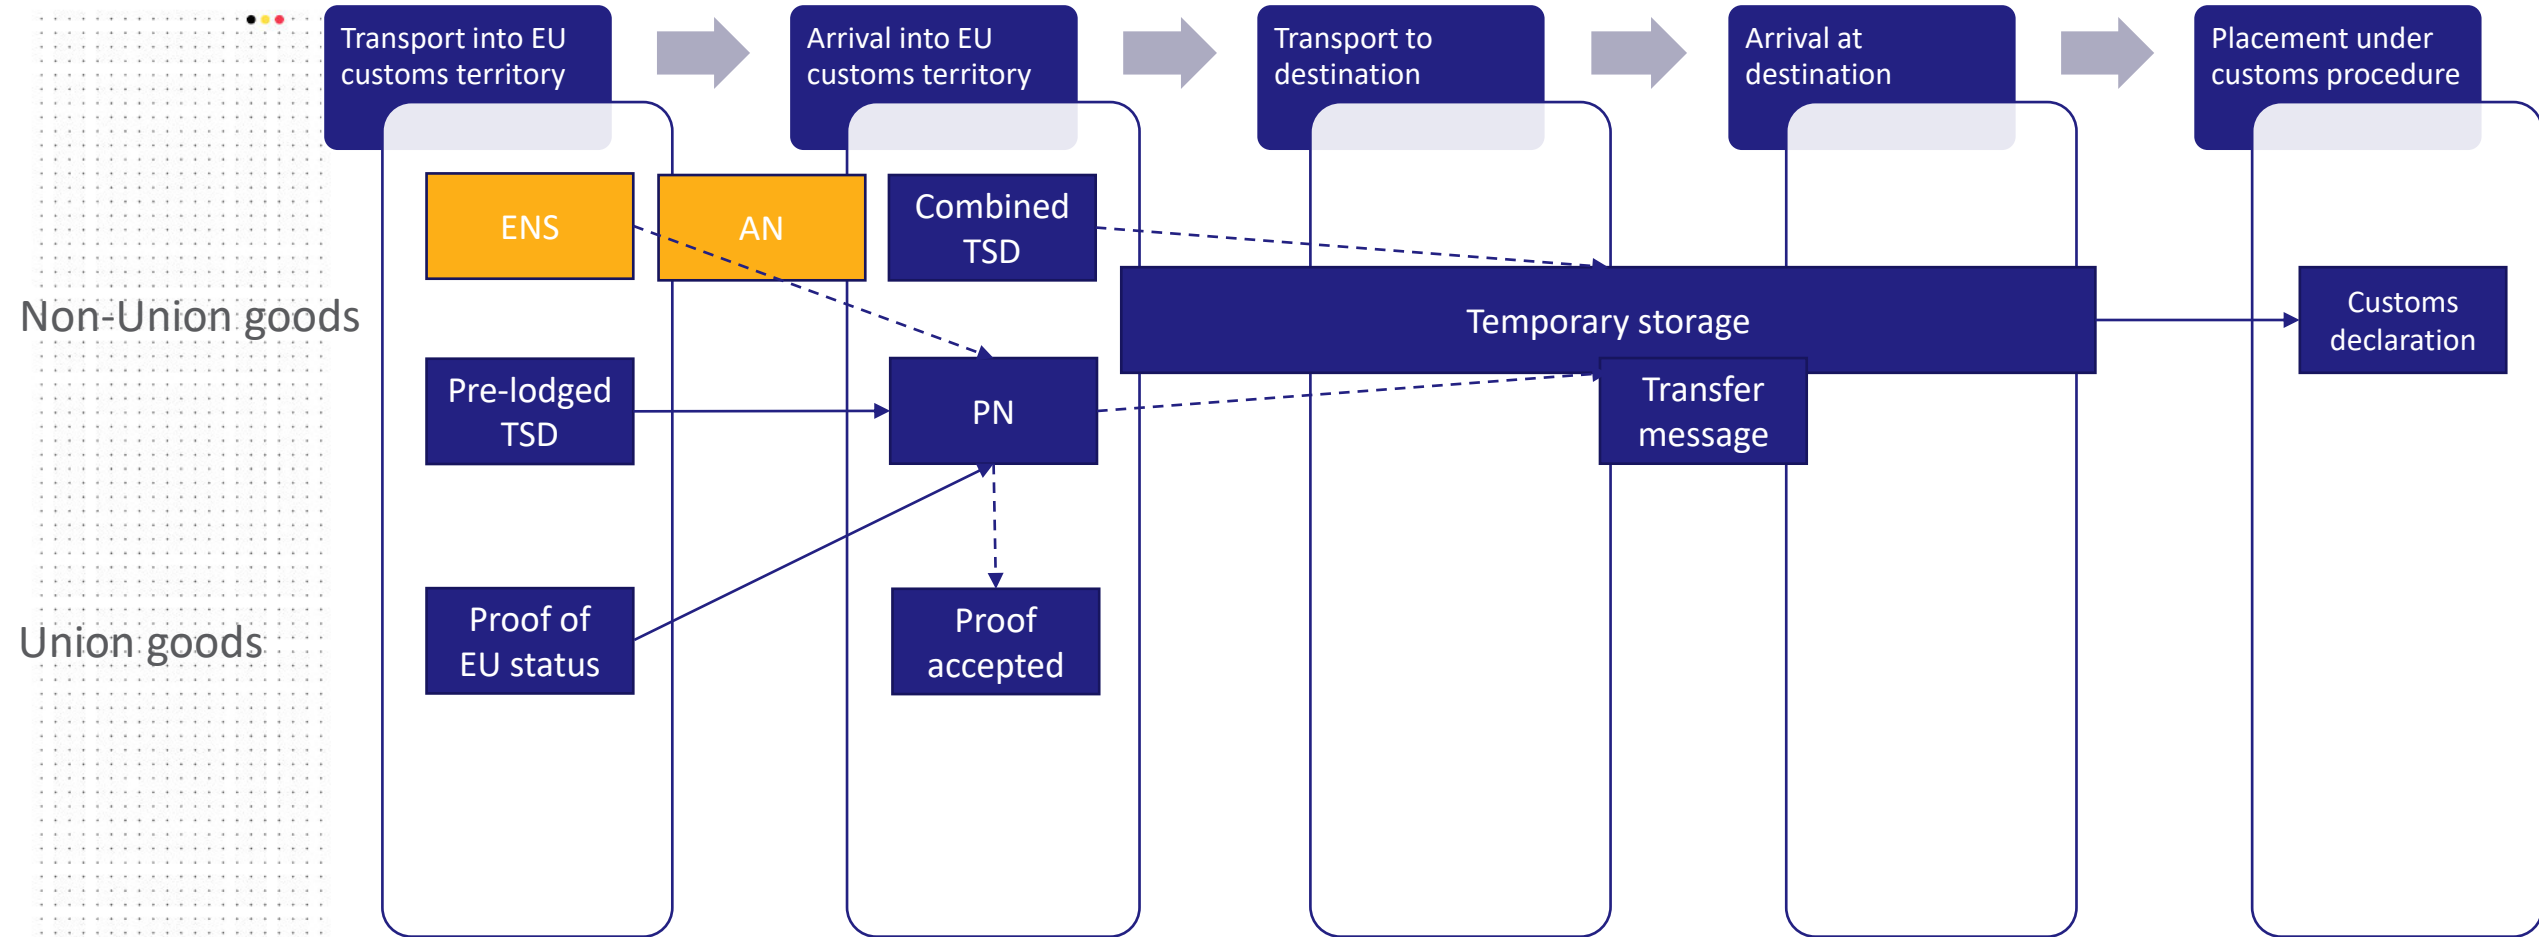 Transport into EU
customs territory
Arrival into EU
customs territory
Transport to
destination
Arrival at
destination
Placement under
customs procedure
ENS
AN
Combined
TSD
Non-Union goods
Temporary storage
Customs
declaration
Pre-lodged
TSD
PN
Transfer
message
Union goods
Proof of
EU status
Proof
accepted